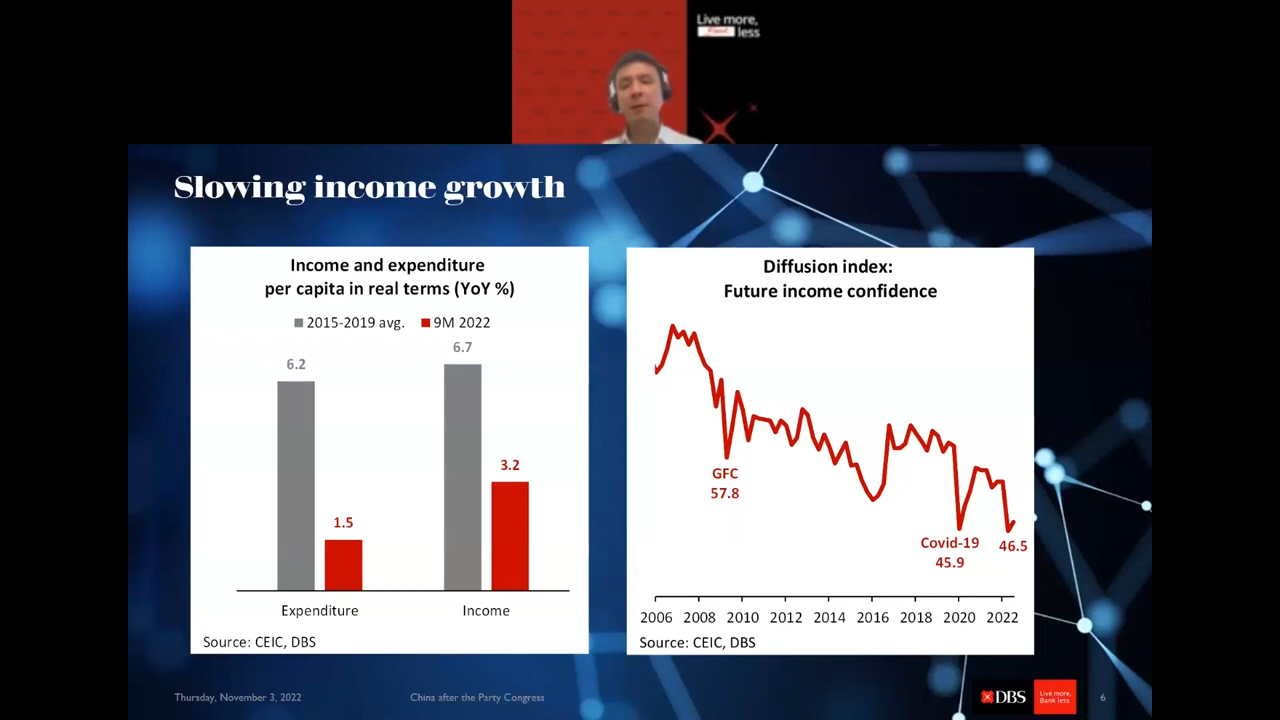 Live more,
less
Slowing income growth
Income and expenditure
per capita in real terms (YoY %)
2015-2019 avg. 9M 2022
6.2
6.7
1.5
3.2
Expenditure Income
Source: CEIC, DBS
Diffusion index:
Future income confidence
GFC
57.8
Covid-19
45.9
46.5
2006 2008 2010 2012 2014 2016 2018 2020 2022
Source: CEIC, DBS
Thursday, November 3, 2022
China after the Party Congress
DBS
Live more,
Bank less
6